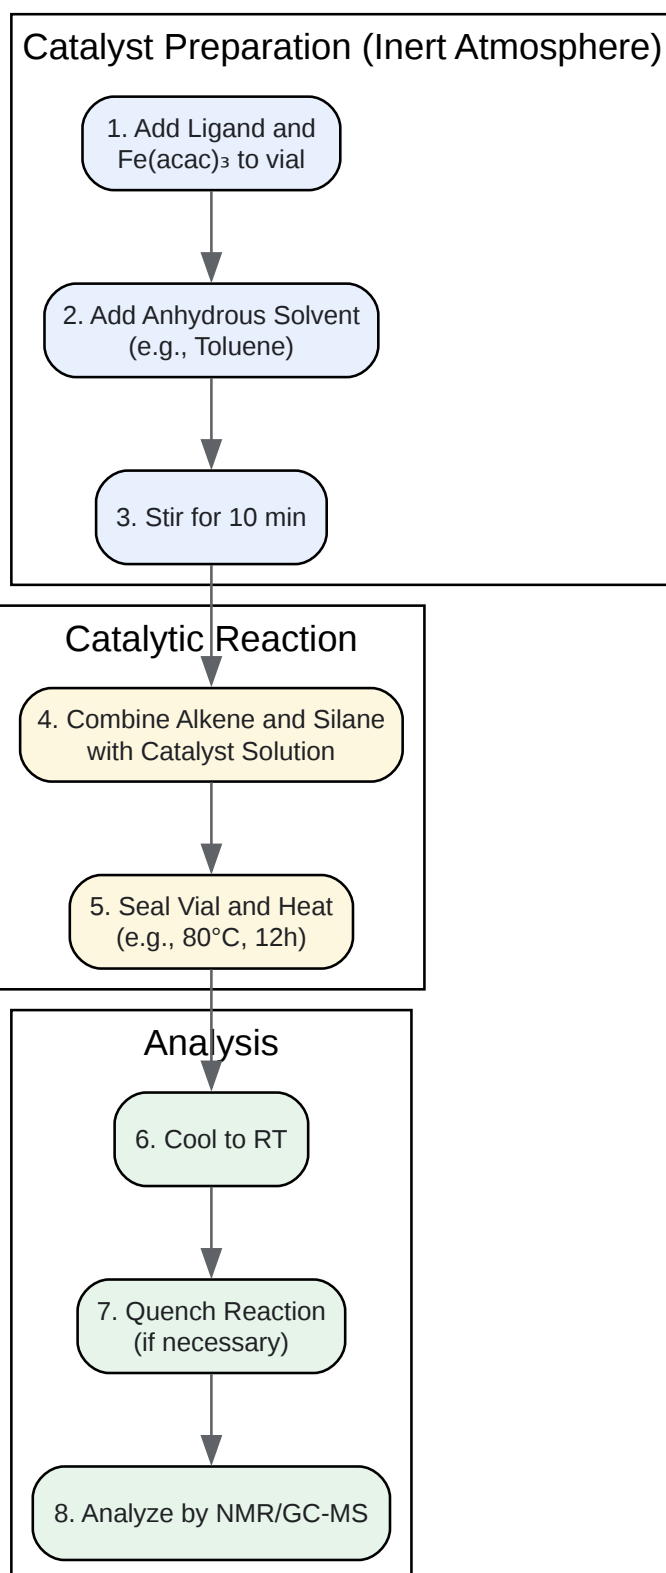 Catalyst Preparation (Inert Atmosphere)
1. Add Ligand and
Fe(acac)₃ to vial
2. Add Anhydrous Solvent
(e.g., Toluene)
3. Stir for 10 min
Catalytic Reaction
4. Combine Alkene and Silane
with Catalyst Solution
5. Seal Vial and Heat
(e.g., 80°C, 12h)
Analysis
6. Cool to RT
7. Quench Reaction
(if necessary)
8. Analyze by NMR/GC-MS